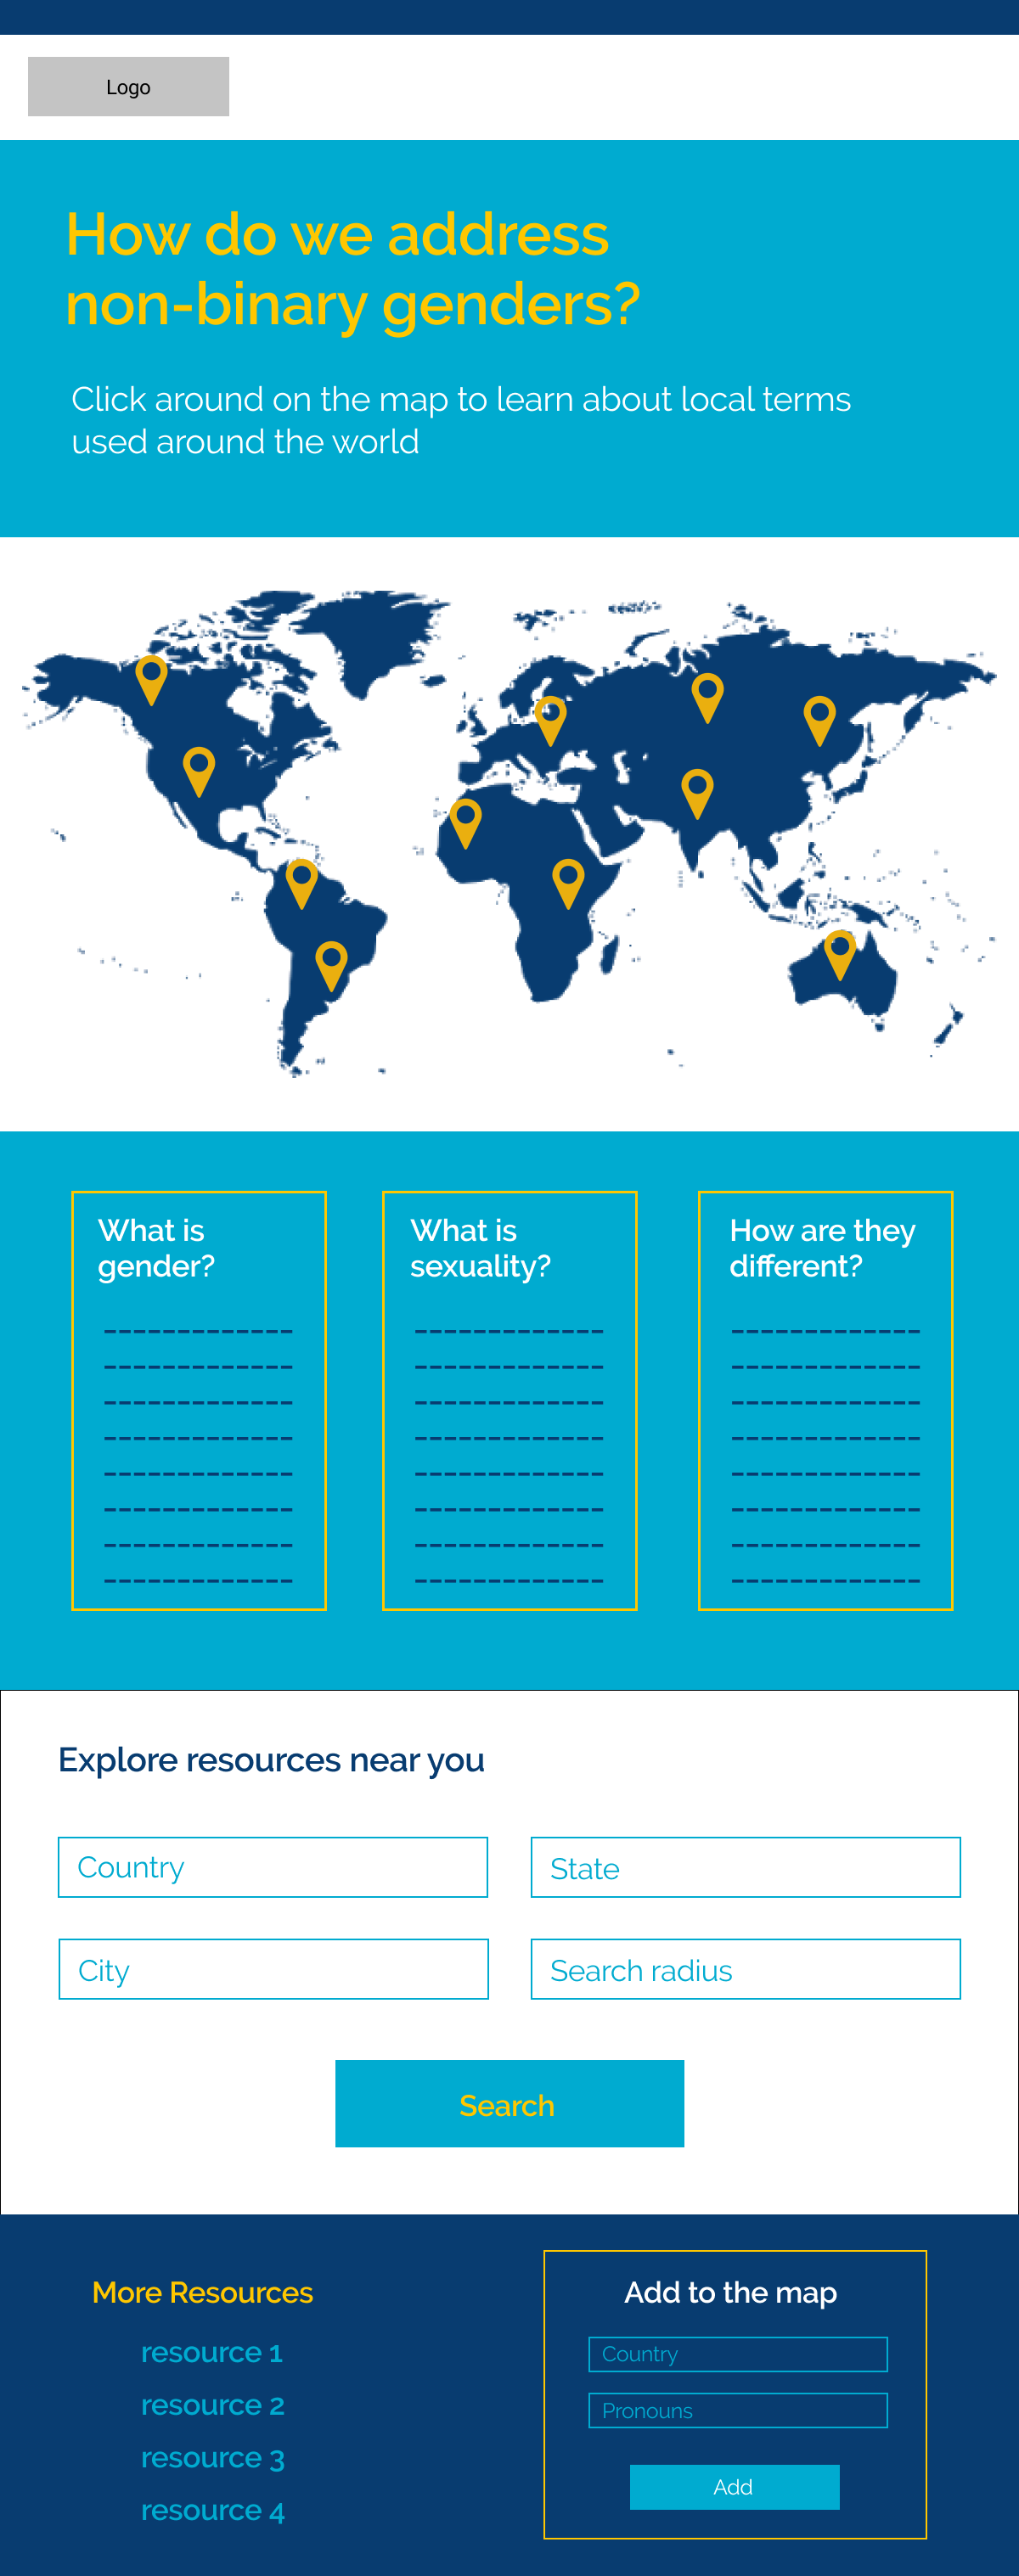 Logo
How do we address
non-binary genders?
Click around on the map to learn about local terms
used around the world
What is
gender?
What is
sexuality?
How are they
different?
Explore resources near you
Country
State
City
Search radius
Search
More Resources
resource 1
resource 2
resource 3
resource 4
Add to the map
Country
Pronouns
Add